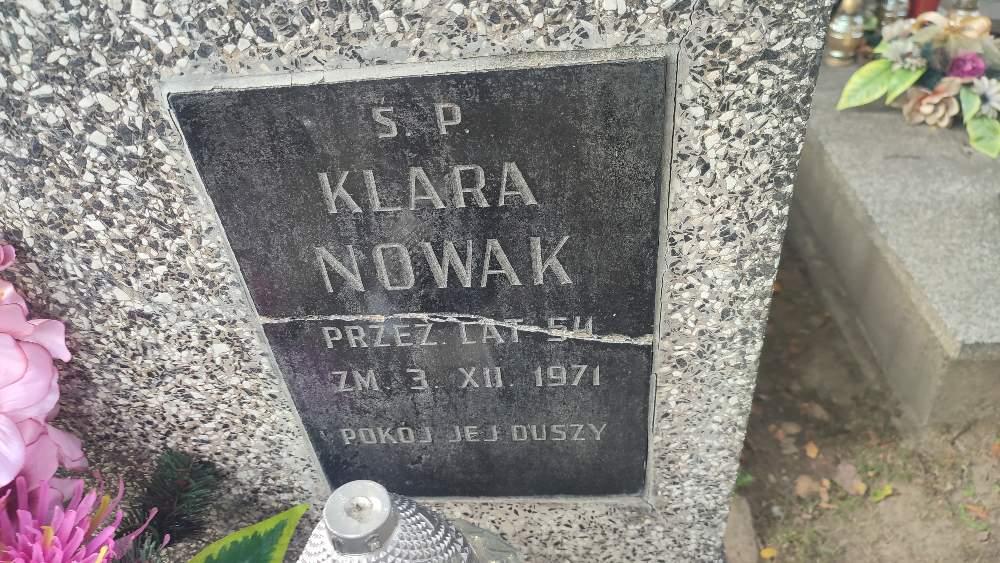 Ś. P.
KLARA
NOWAK
PRZEŻ. LAT 54
ZM. 3. XII. 1971
POKÓJ JEJ DUSZY